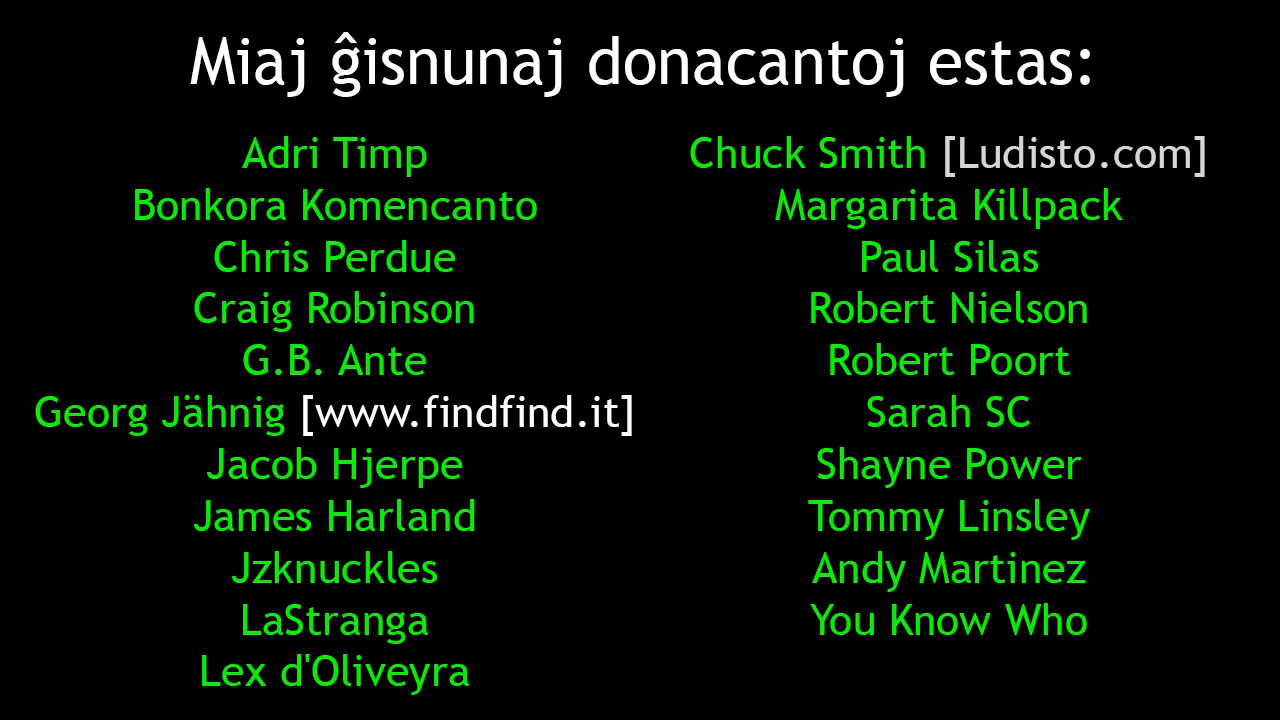 Miaj ĝisnunaj donacantoj estas:
Adri Timp
Bonkora Komencanto
Chris Perdue
Craig Robinson
G.B. Ante
Georg Jähnig [www.findfind.it]
Jacob Hjerpe
James Harland
Jzknuckles
LaStranga
Lex d'Oliveyra
Chuck Smith [Ludisto.com]
Margarita Killpack
Paul Silas
Robert Nielson
Robert Poort
Sarah SC
Shayne Power
Tommy Linsley
Andy Martinez
You Know Who